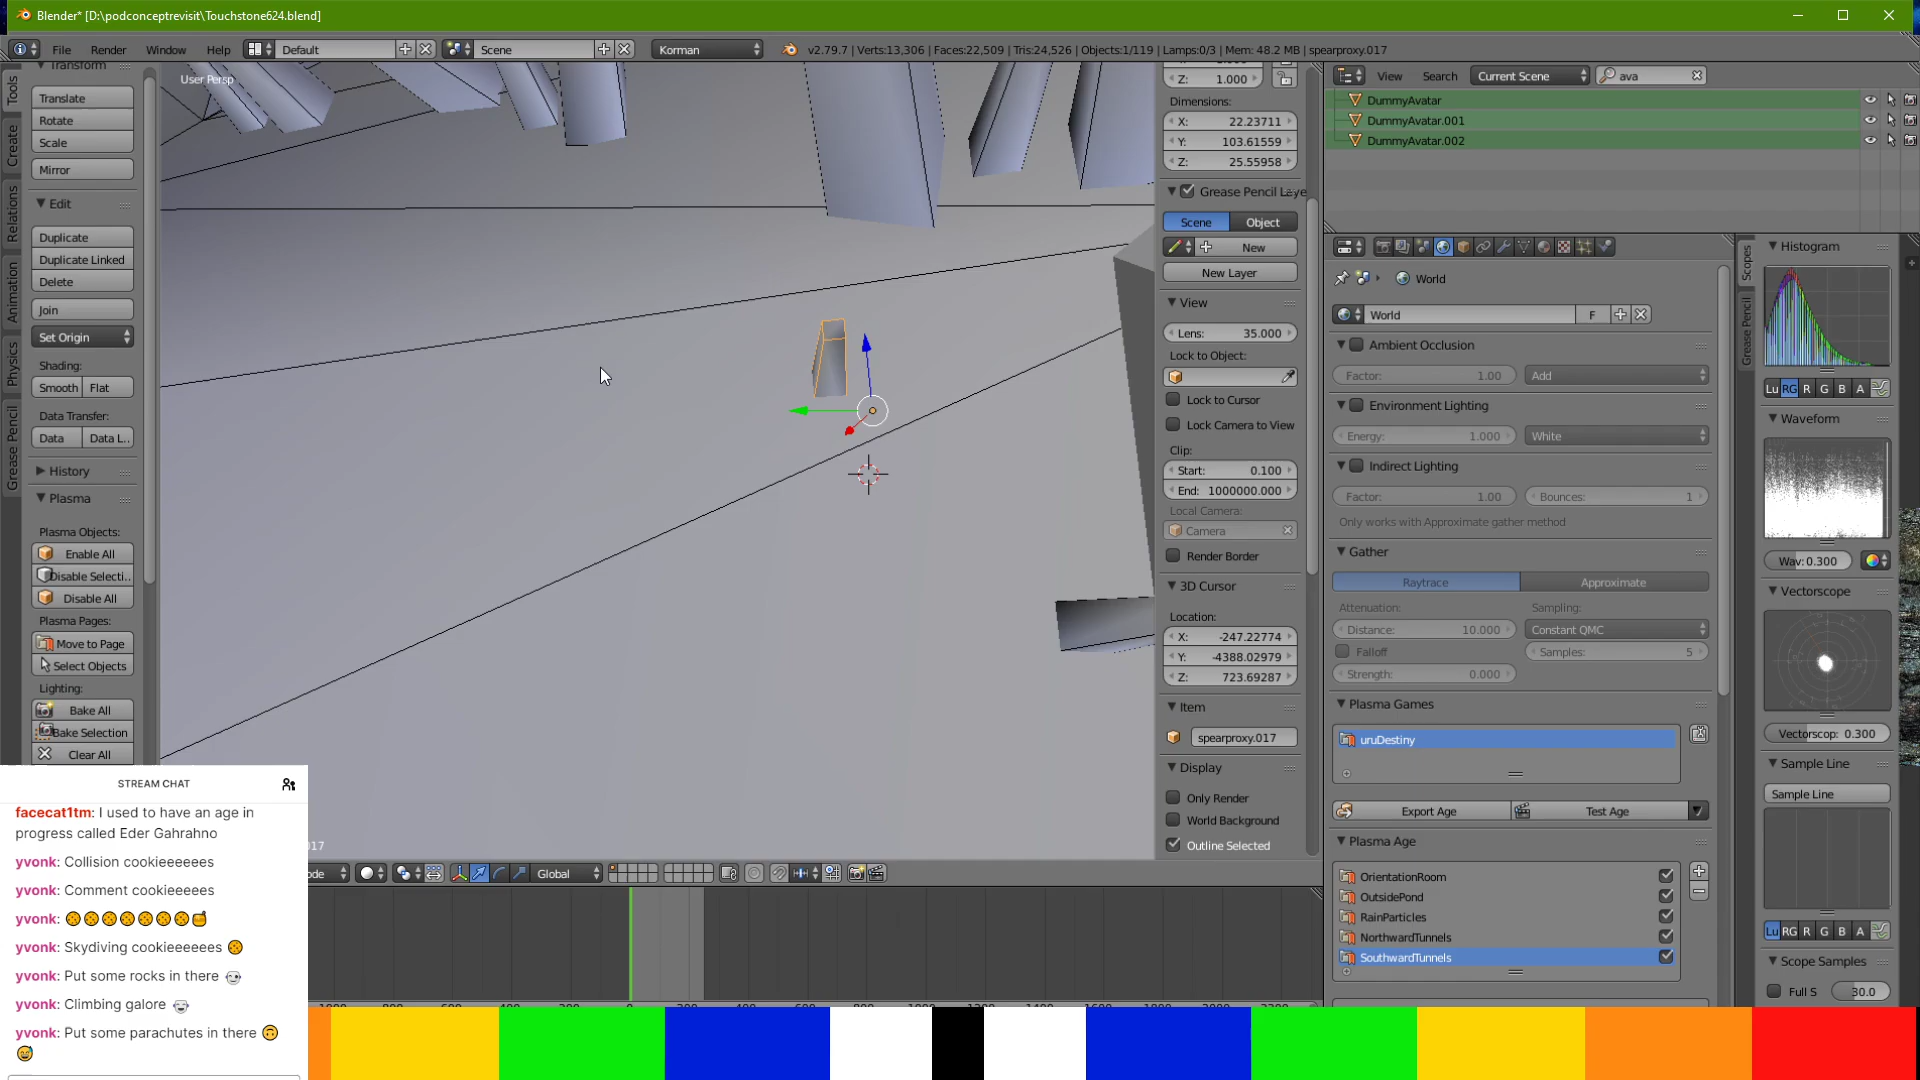 Blender* [D:\podconceptrevisit\Touchstone624.blend]
File Render Window Help Default Scene Korman v2.79.7 | Verts:13,306 | Faces:22,509 | Tris:24,526 | Objects:1/119 | Lamps:0/3 | Mem: 48.2 MB | spearproxy.017
Tools
Create
Relations
Animation
Physics
Grease Pencil
Transform
Translate
Rotate
Scale
Mirror
Edit
Duplicate
Duplicate Linked
Delete
Join
Set Origin
Shading:
Smooth Flat
Data Transfer:
Data Data L..
History
Plasma
Plasma Objects:
Enable All
Disable Selecti..
Disable All
Plasma Pages:
Move to Page
Select Objects
Lighting:
Bake All
Bake Selection
Clear All
User Persp
Z: 1.000
Dimensions:
X: 22.23711
Y: 103.61559
Z: 25.55958
Grease Pencil Laye
Scene Object
New
New Layer
View
Lens: 35.000
Lock to Object:
Lock to Cursor
Lock Camera to View
Clip:
Start: 0.100
End: 1000000.000
Local Camera:
Camera
Render Border
3D Cursor
Location:
X: -247.22774
Y: -4388.02979
Z: 723.69287
Item
spearproxy.017
Display
Only Render
World Background
Outline Selected
View Search Current Scene ava
DummyAvatar
DummyAvatar.001
DummyAvatar.002
World
World F
Ambient Occlusion
Factor: 1.00 Add
Environment Lighting
Energy: 1.000 White
Indirect Lighting
Factor: 1.00 Bounces: 1
Only works with Approximate gather method
Gather
Raytrace Approximate
Attenuation: Sampling:
Distance: 10.000 Constant QMC
Falloff Samples: 5
Strength: 0.000
Plasma Games
uruDestiny
Export Age Test Age
Plasma Age
OrientationRoom
OutsidePond
RainParticles
NorthwardTunnels
SouthwardTunnels
Scopes
Grease Pencil
Histogram
Lu RG R G B A
Waveform
Wav: 0.300
Vectorscope
Vectorscop: 0.300
Sample Line
Sample Line
Lu RG R G B A
Scope Samples
Full S 30.0
017
ode Global
STREAM CHAT
facecat1tm: I used to have an age in
progress called Eder Gahrahno
yvonk: Collision cookieeeeees
yvonk: Comment cookieeeees
yvonk: 🍪🍪🍪🍪🍪🍪🍪🍯
yvonk: Skydiving cookieeeeees 🍪
yvonk: Put some rocks in there
yvonk: Climbing galore
yvonk: Put some parachutes in there 🙃
😅